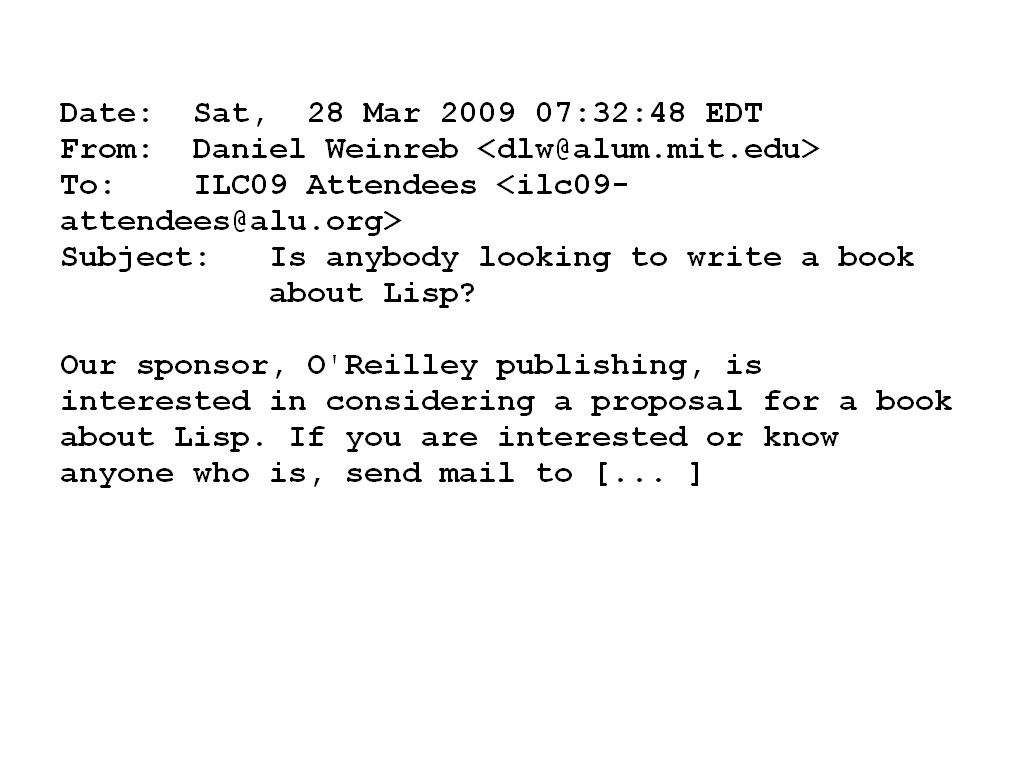 Date:  Sat,  28 Mar 2009 07:32:48 EDT
From:  Daniel Weinreb <dlw@alum.mit.edu>
To:    ILC09 Attendees <ilc09-
attendees@alu.org>
Subject:   Is anybody looking to write a book
           about Lisp?

Our sponsor, O'Reilley publishing, is
interested in considering a proposal for a book
about Lisp. If you are interested or know
anyone who is, send mail to [... ]